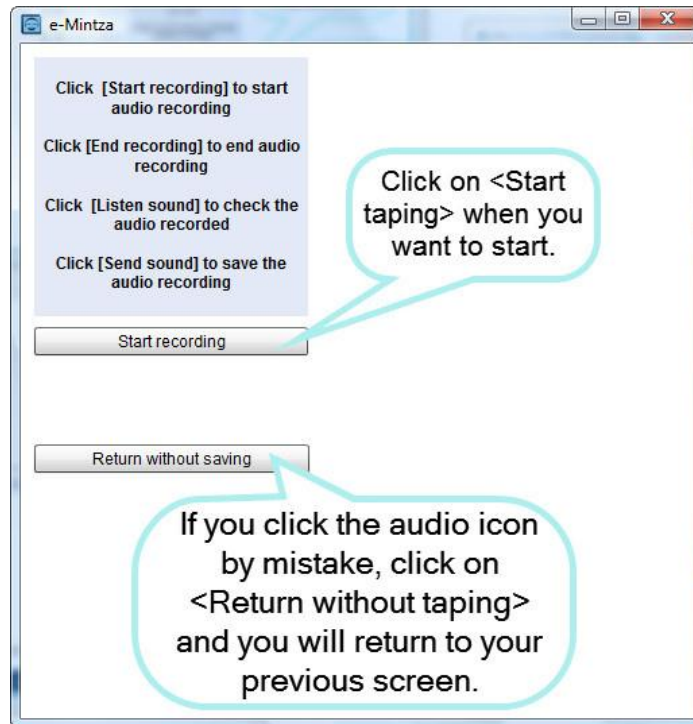 e-Mintza
Click [Start recording] to start
audio recording
Click [End recording] to end audio
recording
Click [Listen sound] to check the
audio recorded
Click [Send sound] to save the
audio recording
Click on <Start
taping> when you
want to start.
Start recording
Return without saving
If you click the audio icon
by mistake, click on
<Return without taping>
and you will return to your
previous screen.